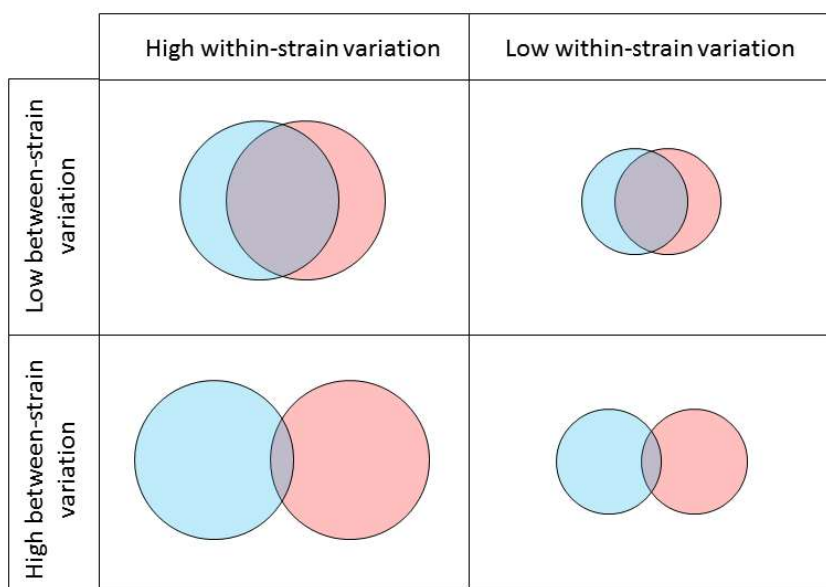 High within-strain variation
Low within-strain variation
Low between-strain
variation
High between-strain
variation